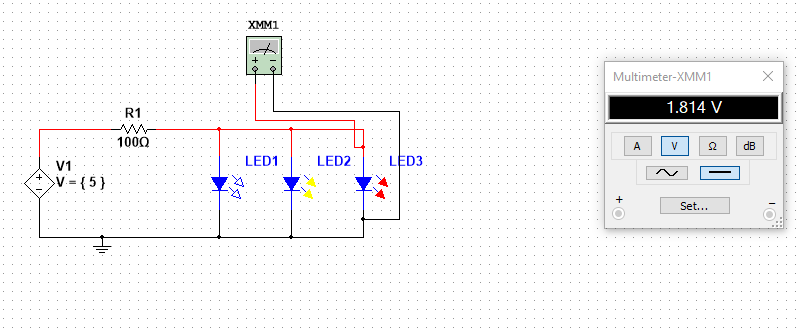 XMM1
+ −
R1
100Ω
V1
V = { 5 }
+
−
LED1
LED2
LED3
Multimeter-XMM1
1.814 V
A
V
Ω
dB
+
Set...
−